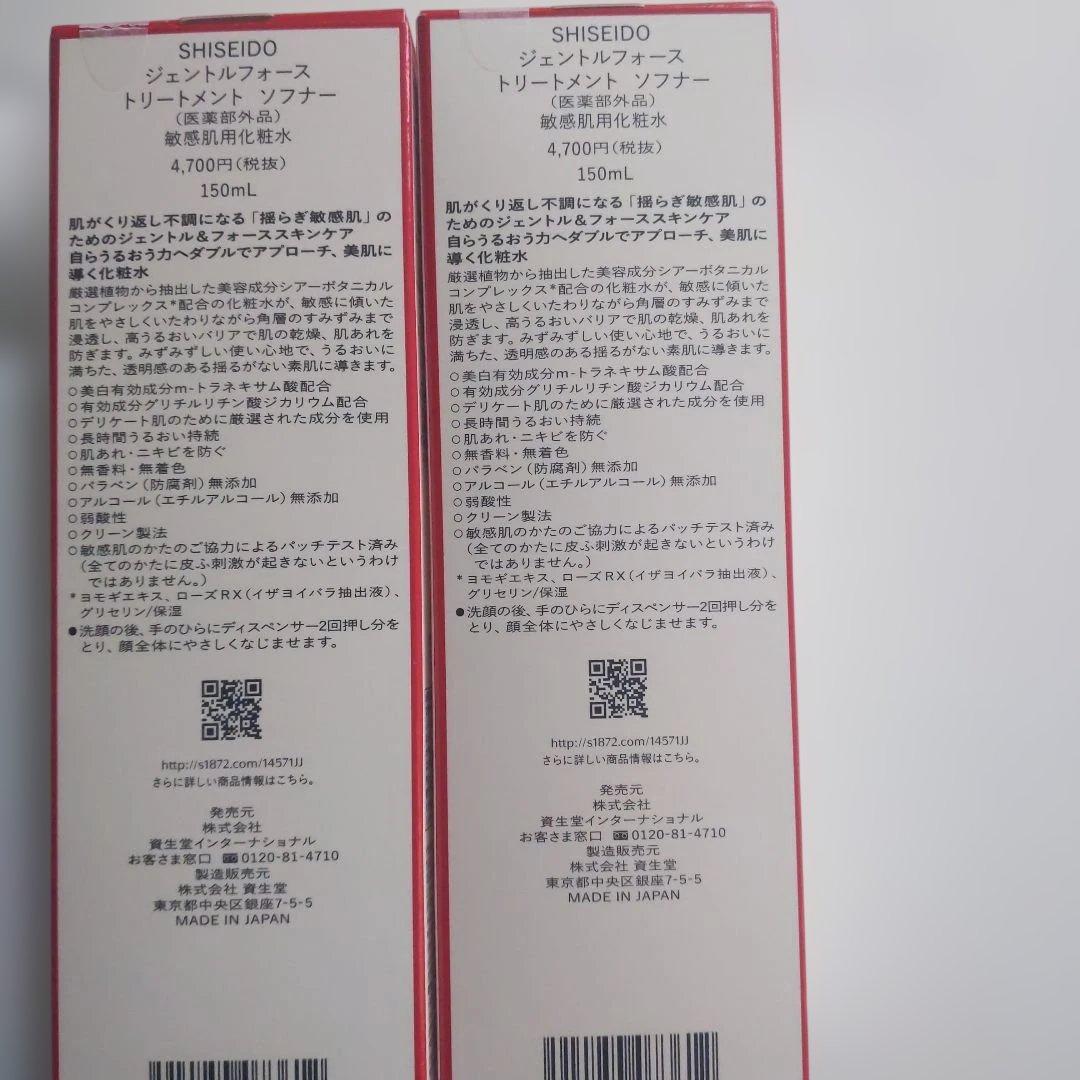 SHISEIDO
ジェントルフォース
トリートメント ソフナー
（医薬部外品）
敏感肌用化粧水
4,700円（税抜）
150mL
肌がくり返し不調になる「揺らぎ敏感肌」の
ためのジェントル＆フォーススキンケア
自らうるおう力へダブルでアプローチ、美肌に
導く化粧水
厳選植物から抽出した美容成分シアーボタニカル
コンプレックス*配合の化粧水が、敏感に傾いた
肌をやさしくいたわりながら角層のすみずみまで
浸透し、高うるおいバリアで肌の乾燥、肌あれを
防ぎます。みずみずしい使い心地で、うるおいに
満ちた、透明感のある揺るがない素肌に導きます。
○美白有効成分m-トラネキサム酸配合
○有効成分グリチルリチン酸ジカリウム配合
○デリケート肌のために厳選された成分を使用
○長時間うるおい持続
○肌あれ・ニキビを防ぐ
○無香料・無着色
○パラベン（防腐剤）無添加
○アルコール（エチルアルコール）無添加
○弱酸性
○クリーン製法
○敏感肌のかたのご協力によるパッチテスト済み
（全てのかたに皮ふ刺激が起きないというわけ
ではありません。）
*ヨモギエキス、ローズRX（イザヨイバラ抽出液）、
グリセリン/保湿
●洗顔の後、手のひらにディスペンサー2回押し分を
とり、顔全体にやさしくなじませます。
http://s1872.com/14571JJ
さらに詳しい商品情報はこちら。
発売元
株式会社
資生堂インターナショナル
お客さま窓口 0120-81-4710
製造販売元
株式会社 資生堂
東京都中央区銀座7-5-5
MADE IN JAPAN
SHISEIDO
ジェントルフォース
トリートメント ソフナー
（医薬部外品）
敏感肌用化粧水
4,700円（税抜）
150mL
肌がくり返し不調になる「揺らぎ敏感肌」の
ためのジェントル＆フォーススキンケア
自らうるおう力へダブルでアプローチ、美肌に
導く化粧水
厳選植物から抽出した美容成分シアーボタニカル
コンプレックス*配合の化粧水が、敏感に傾いた
肌をやさしくいたわりながら角層のすみずみまで
浸透し、高うるおいバリアで肌の乾燥、肌あれを
防ぎます。みずみずしい使い心地で、うるおいに
満ちた、透明感のある揺るがない素肌に導きます。
○美白有効成分m-トラネキサム酸配合
○有効成分グリチルリチン酸ジカリウム配合
○デリケート肌のために厳選された成分を使用
○長時間うるおい持続
○肌あれ・ニキビを防ぐ
○無香料・無着色
○パラベン（防腐剤）無添加
○アルコール（エチルアルコール）無添加
○弱酸性
○クリーン製法
○敏感肌のかたのご協力によるパッチテスト済み
（全てのかたに皮ふ刺激が起きないというわけ
ではありません。）
*ヨモギエキス、ローズRX（イザヨイバラ抽出液）、
グリセリン/保湿
●洗顔の後、手のひらにディスペンサー2回押し分を
とり、顔全体にやさしくなじませます。
http://s1872.com/14571JJ
さらに詳しい商品情報はこちら。
発売元
株式会社
資生堂インターナショナル
お客さま窓口 0120-81-4710
製造販売元
株式会社 資生堂
東京都中央区銀座7-5-5
MADE IN JAPAN